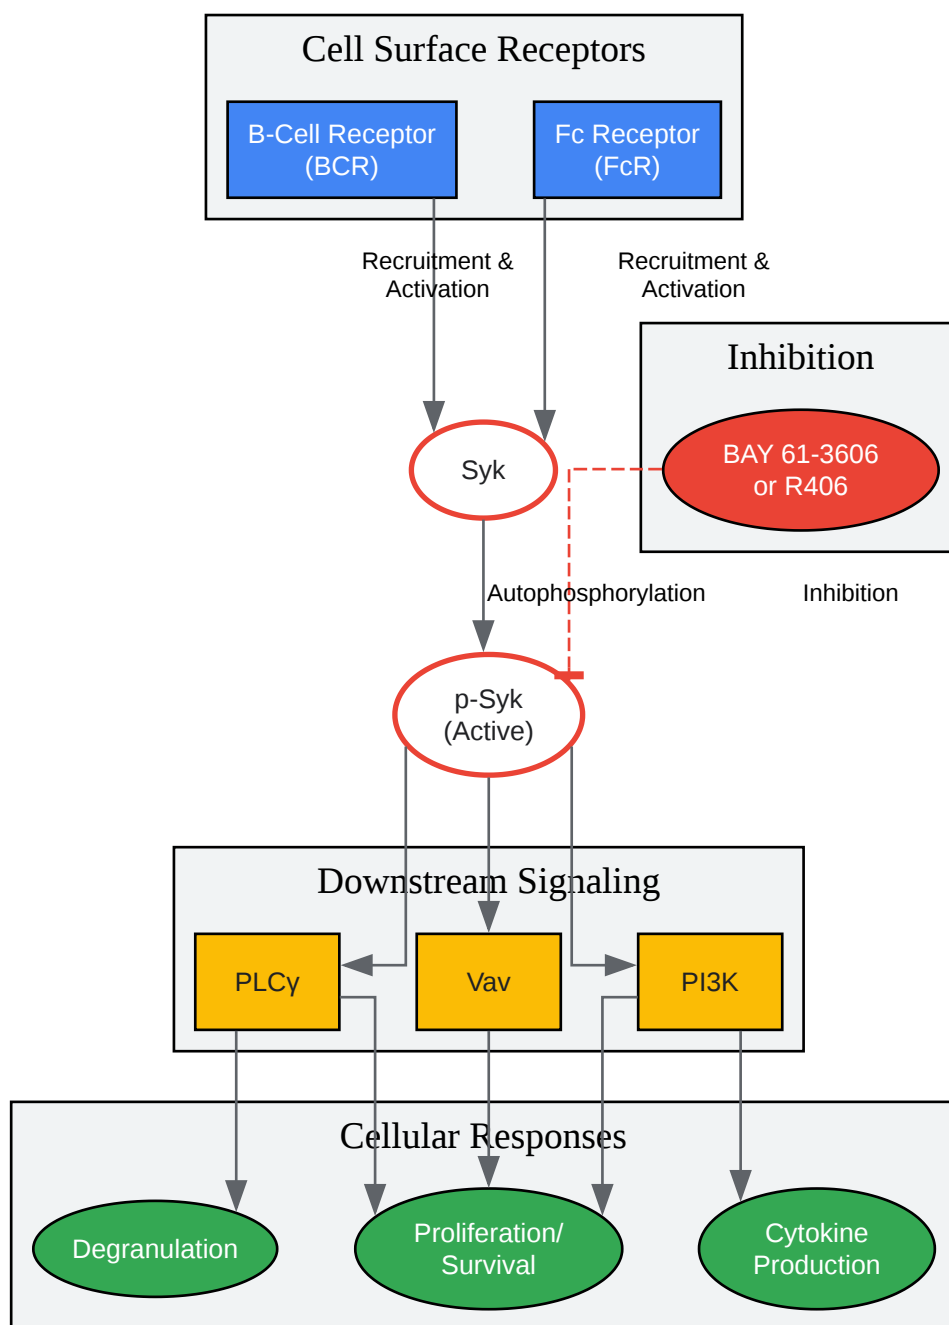 Cell Surface Receptors
B-Cell Receptor
(BCR)
Fc Receptor
(FcR)
Recruitment &
Activation
Recruitment &
Activation
Inhibition
BAY 61-3606
or R406
Syk
Autophosphorylation
Inhibition
p-Syk
(Active)
Downstream Signaling
PLCγ
Vav
PI3K
Cellular Responses
Degranulation
Proliferation/
Survival
Cytokine
Production